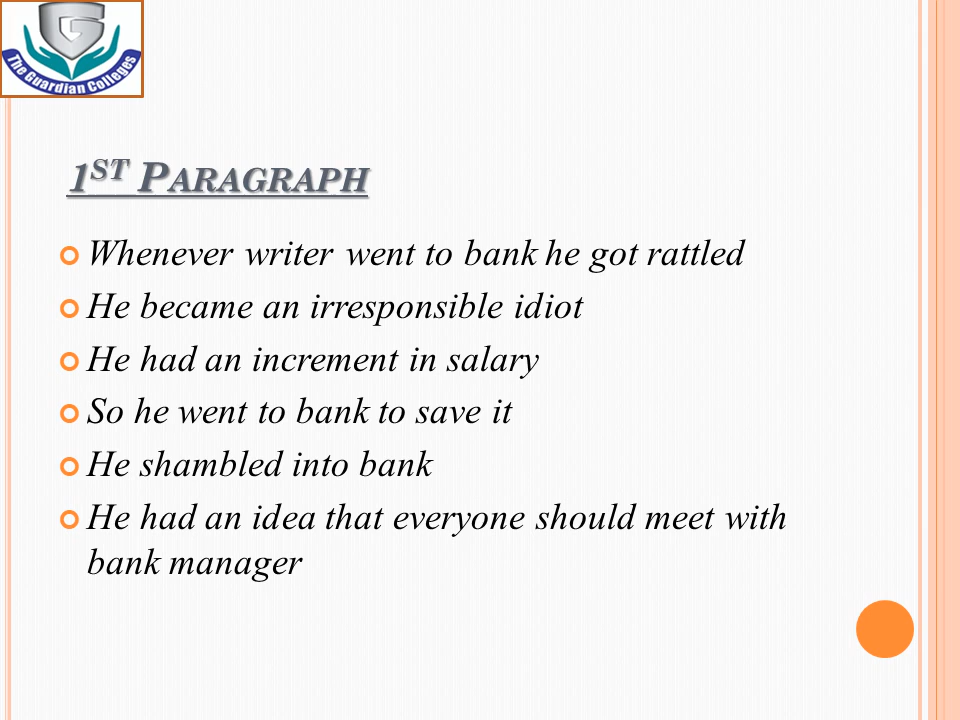 The Guardian Colleges
1ST PARAGRAPH
Whenever writer went to bank he got rattled
He became an irresponsible idiot
He had an increment in salary
So he went to bank to save it
He shambled into bank
He had an idea that everyone should meet with
bank manager